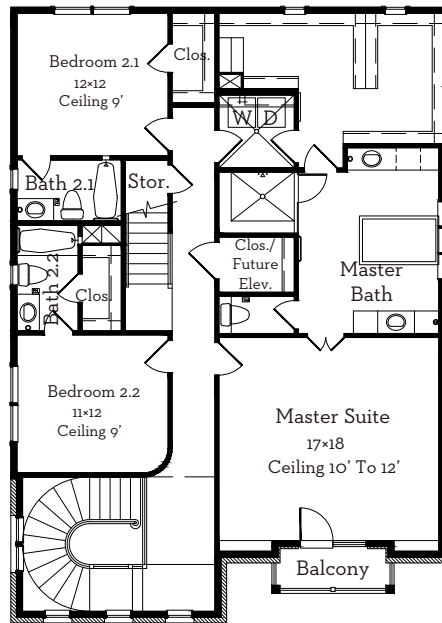 Bedroom 2.1
12×12
Ceiling 9'
Clos.
W D
Bath 2.1
Stor.
Bath 2.2
Clos.
Clos./
Future
Elev.
Master
Bath
Bedroom 2.2
11×12
Ceiling 9'
Master Suite
17×18
Ceiling 10' To 12'
Balcony